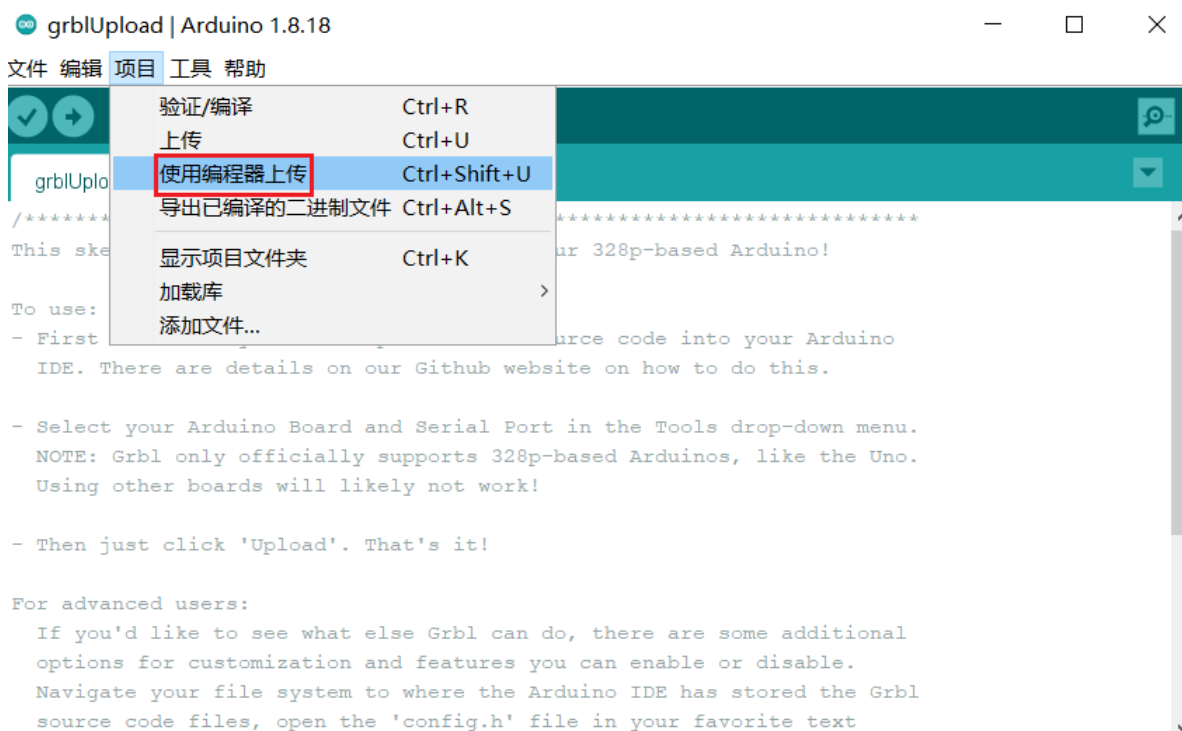 grblUpload | Arduino 1.8.18
文件 编辑 项目 工具 帮助
验证/编译 Ctrl+R
上传 Ctrl+U
使用编程器上传 Ctrl+Shift+U
导出已编译的二进制文件 Ctrl+Alt+S
显示项目文件夹 Ctrl+K
加载库
添加文件...
grblUplo
/******* *****************************
This ske ur 328p-based Arduino!
To use:
- First urce code into your Arduino
IDE. There are details on our Github website on how to do this.
- Select your Arduino Board and Serial Port in the Tools drop-down menu.
NOTE: Grbl only officially supports 328p-based Arduinos, like the Uno.
Using other boards will likely not work!
- Then just click 'Upload'. That's it!
For advanced users:
If you'd like to see what else Grbl can do, there are some additional
options for customization and features you can enable or disable.
Navigate your file system to where the Arduino IDE has stored the Grbl
source code files, open the 'config.h' file in your favorite text